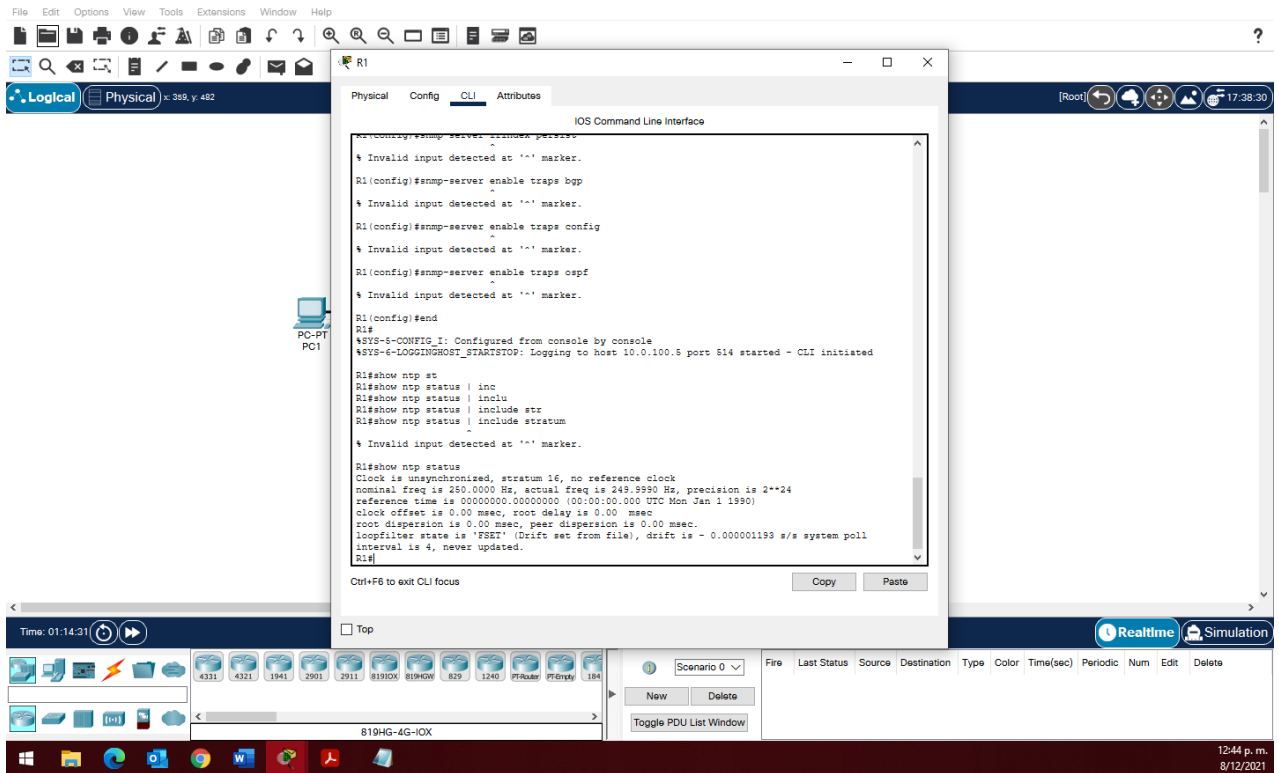 File Edit Options View Tools Extensions Window Help
?
R1
Logical
Physical
x: 359, y: 482
[Root]
17:38:30
Physical Config CLI Attributes
IOS Command Line Interface
R1(config)#snmp-server ifindex persist
^
% Invalid input detected at '^' marker.
R1(config)#snmp-server enable traps bgp
^
% Invalid input detected at '^' marker.
R1(config)#snmp-server enable traps config
^
% Invalid input detected at '^' marker.
R1(config)#snmp-server enable traps ospf
^
% Invalid input detected at '^' marker.
R1(config)#end
R1#
%SYS-5-CONFIG_I: Configured from console by console
%SYS-6-LOGGINGHOST_STARTSTOP: Logging to host 10.0.100.5 port 514 started - CLI initiated
R1#show ntp st
R1#show ntp status | inc
R1#show ntp status | inclu
R1#show ntp status | include str
R1#show ntp status | include stratum
^
% Invalid input detected at '^' marker.
R1#show ntp status
Clock is unsynchronized, stratum 16, no reference clock
nominal freq is 250.0000 Hz, actual freq is 249.9990 Hz, precision is 2**24
reference time is 00000000.00000000 (00:00:00.000 UTC Mon Jan 1 1990)
clock offset is 0.00 msec, root delay is 0.00 msec
root dispersion is 0.00 msec, peer dispersion is 0.00 msec.
loopfilter state is 'FSET' (Drift set from file), drift is - 0.000001193 s/s system poll
interval is 4, never updated.
R1#
PC-PT
PC1
Ctrl+F6 to exit CLI focus
Copy
Paste
Top
Time: 01:14:31
Realtime
Simulation
4331 4321 1941 2901 2911 819IOX 819HGW 829 1240 PT-Router PT-Empty 184
819HG-4G-IOX
Scenario 0
New
Delete
Toggle PDU List Window
Fire Last Status Source Destination Type Color Time(sec) Periodic Num Edit Delete
12:44 p. m.
8/12/2021